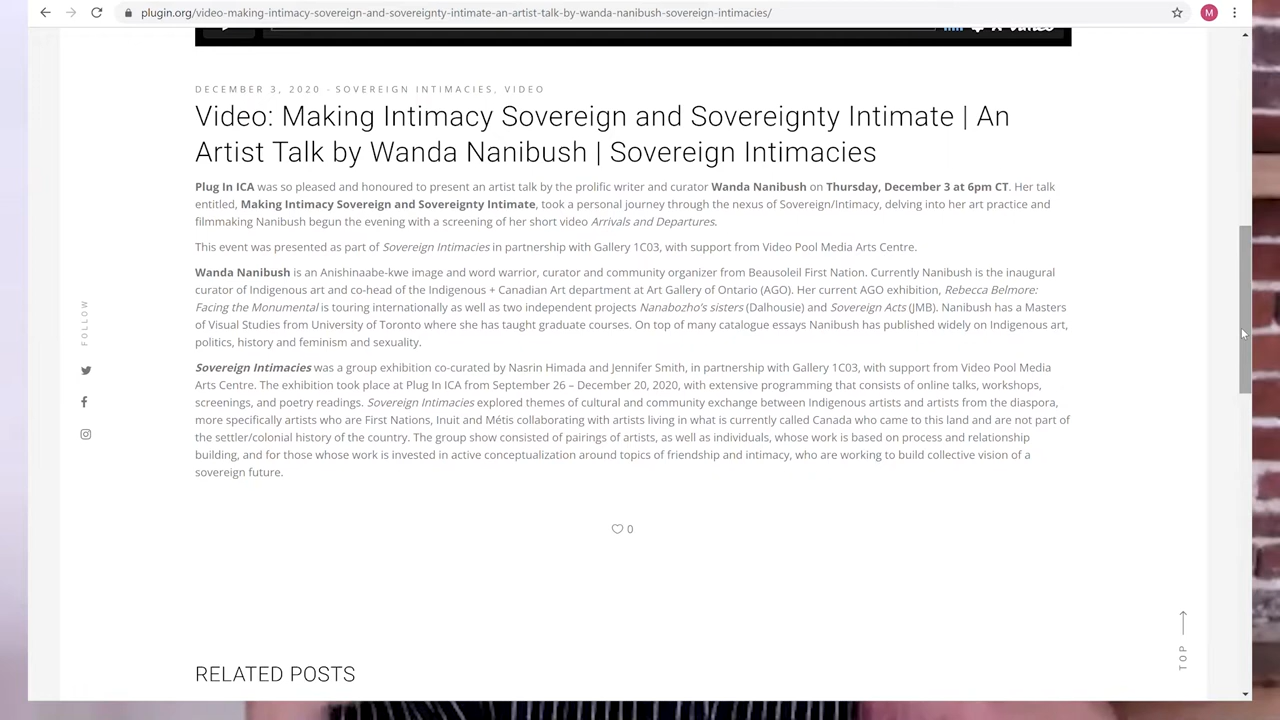 plugin.org/video-making-intimacy-sovereign-and-sovereignty-intimate-an-artist-talk-by-wanda-nanibush-sovereign-intimacies/
M
DECEMBER 3, 2020 - SOVEREIGN INTIMACIES, VIDEO
Video: Making Intimacy Sovereign and Sovereignty Intimate | An
Artist Talk by Wanda Nanibush | Sovereign Intimacies
Plug In ICA was so pleased and honoured to present an artist talk by the prolific writer and curator Wanda Nanibush on Thursday, December 3 at 6pm CT. Her talk
entitled, Making Intimacy Sovereign and Sovereignty Intimate, took a personal journey through the nexus of Sovereign/Intimacy, delving into her art practice and
filmmaking Nanibush begun the evening with a screening of her short video Arrivals and Departures.
This event was presented as part of Sovereign Intimacies in partnership with Gallery 1C03, with support from Video Pool Media Arts Centre.
Wanda Nanibush is an Anishinaabe-kwe image and word warrior, curator and community organizer from Beausoleil First Nation. Currently Nanibush is the inaugural
curator of Indigenous art and co-head of the Indigenous + Canadian Art department at Art Gallery of Ontario (AGO). Her current AGO exhibition, Rebecca Belmore:
Facing the Monumental is touring internationally as well as two independent projects Nanabozho's sisters (Dalhousie) and Sovereign Acts (JMB). Nanibush has a Masters
of Visual Studies from University of Toronto where she has taught graduate courses. On top of many catalogue essays Nanibush has published widely on Indigenous art,
politics, history and feminism and sexuality.
Sovereign Intimacies was a group exhibition co-curated by Nasrin Himada and Jennifer Smith, in partnership with Gallery 1C03, with support from Video Pool Media
Arts Centre. The exhibition took place at Plug In ICA from September 26 – December 20, 2020, with extensive programming that consists of online talks, workshops,
screenings, and poetry readings. Sovereign Intimacies explored themes of cultural and community exchange between Indigenous artists and artists from the diaspora,
more specifically artists who are First Nations, Inuit and Métis collaborating with artists living in what is currently called Canada who came to this land and are not part of
the settler/colonial history of the country. The group show consisted of pairings of artists, as well as individuals, whose work is based on process and relationship
building, and for those whose work is invested in active conceptualization around topics of friendship and intimacy, who are working to build collective vision of a
sovereign future.
FOLLOW
0
TOP
RELATED POSTS